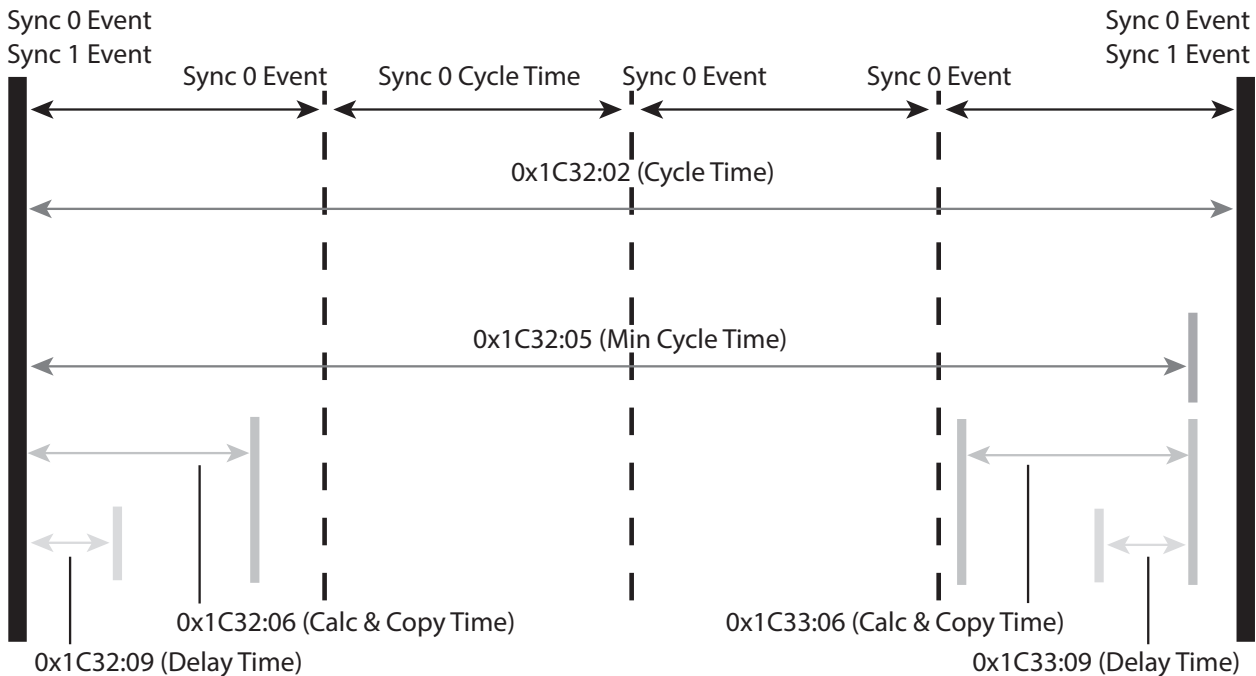 Sync 0 Event
Sync 1 Event
Sync 0 Event
Sync 1 Event
Sync 0 Event
Sync 0 Cycle Time
Sync 0 Event
Sync 0 Event
0x1C32:02 (Cycle Time)
0x1C32:05 (Min Cycle Time)
0x1C32:06 (Calc & Copy Time)
0x1C33:06 (Calc & Copy Time)
0x1C32:09 (Delay Time)
0x1C33:09 (Delay Time)